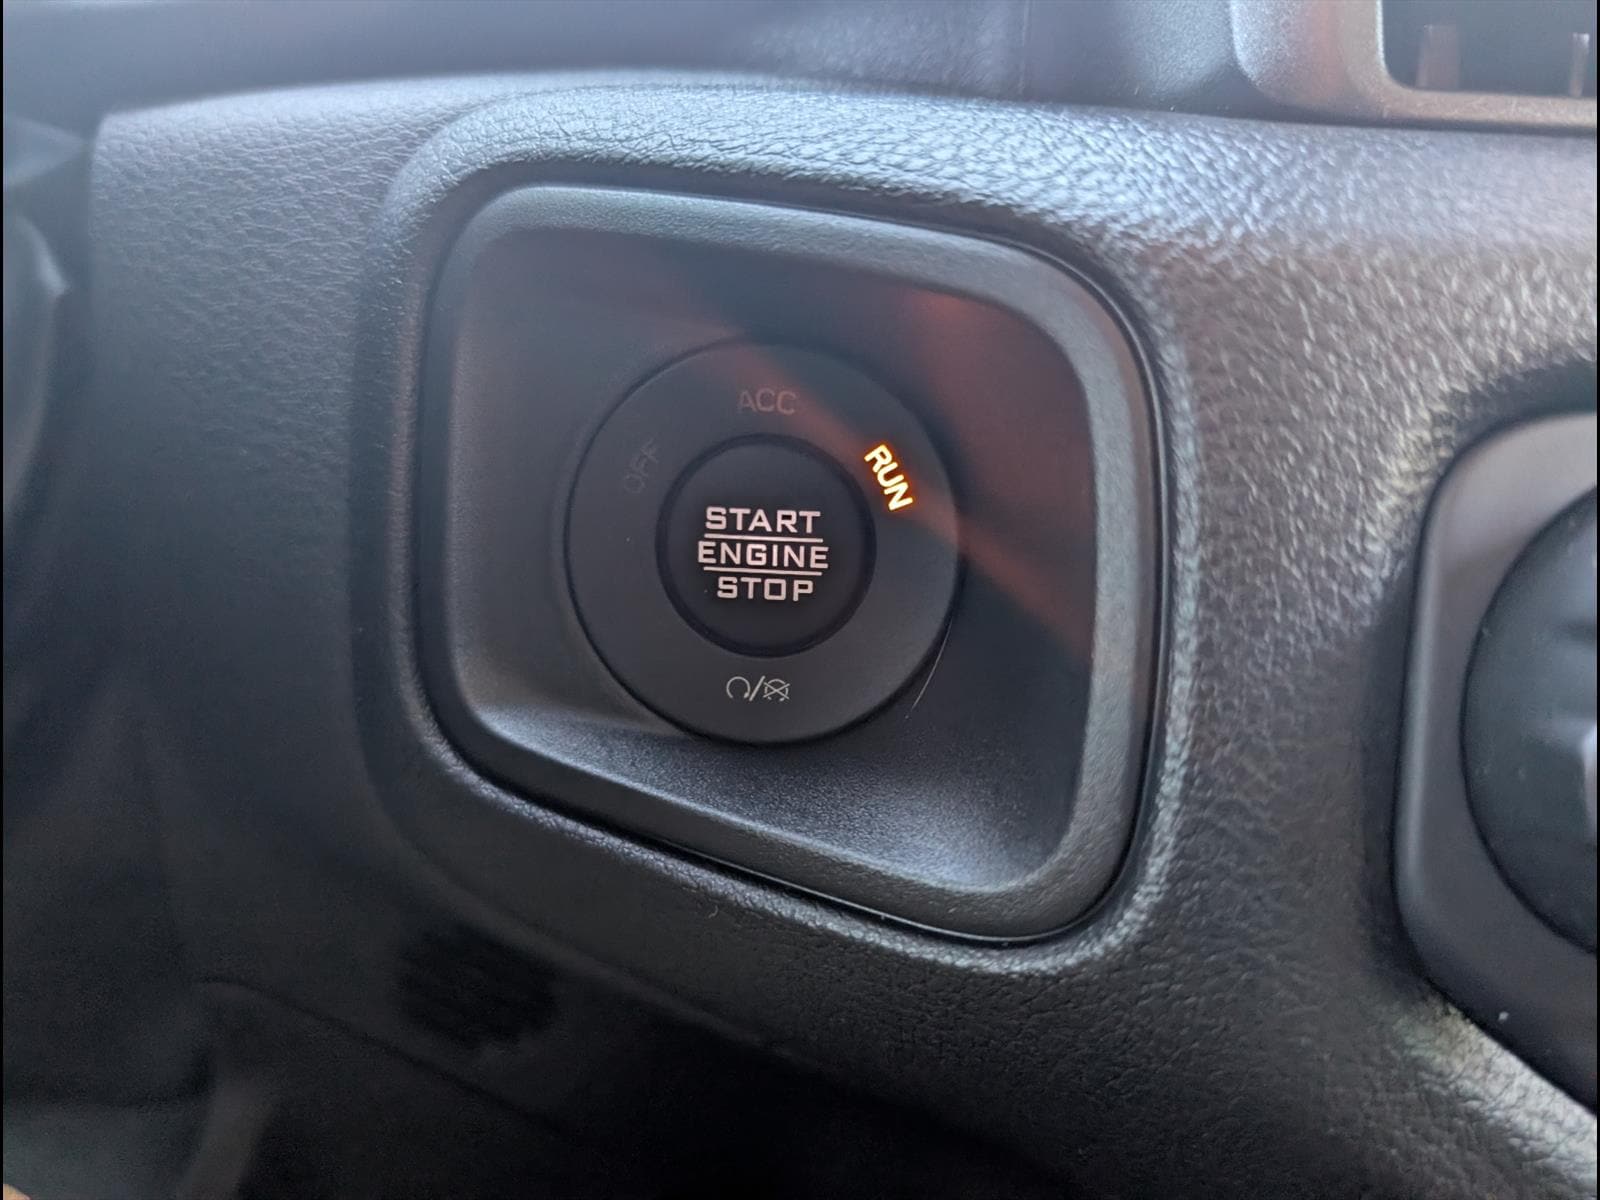 ACC
OFF
RUN
START
ENGINE
STOP